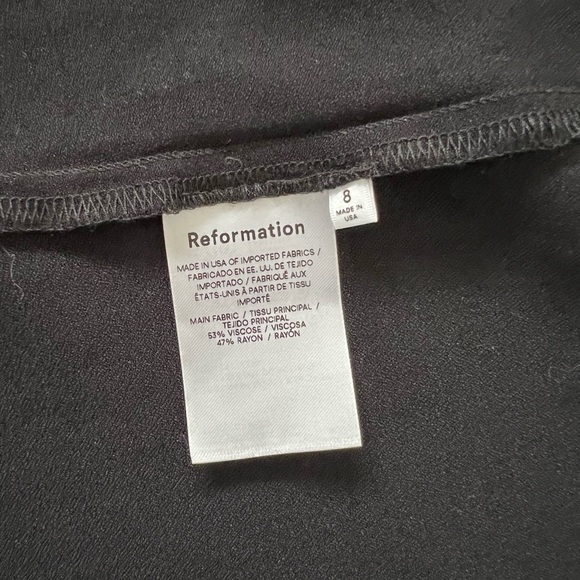 8
MADE IN
USA
Reformation
MADE IN USA OF IMPORTED FABRICS /
FABRICADO EN EE. UU. DE TEJIDO
IMPORTADO / FABRIQUÉ AUX
ÉTATS-UNIS À PARTIR DE TISSU
IMPORTÉ
MAIN FABRIC / TISSU PRINCIPAL /
TEJIDO PRINCIPAL
53% VISCOSE / VISCOSA
47% RAYON / RAYÓN